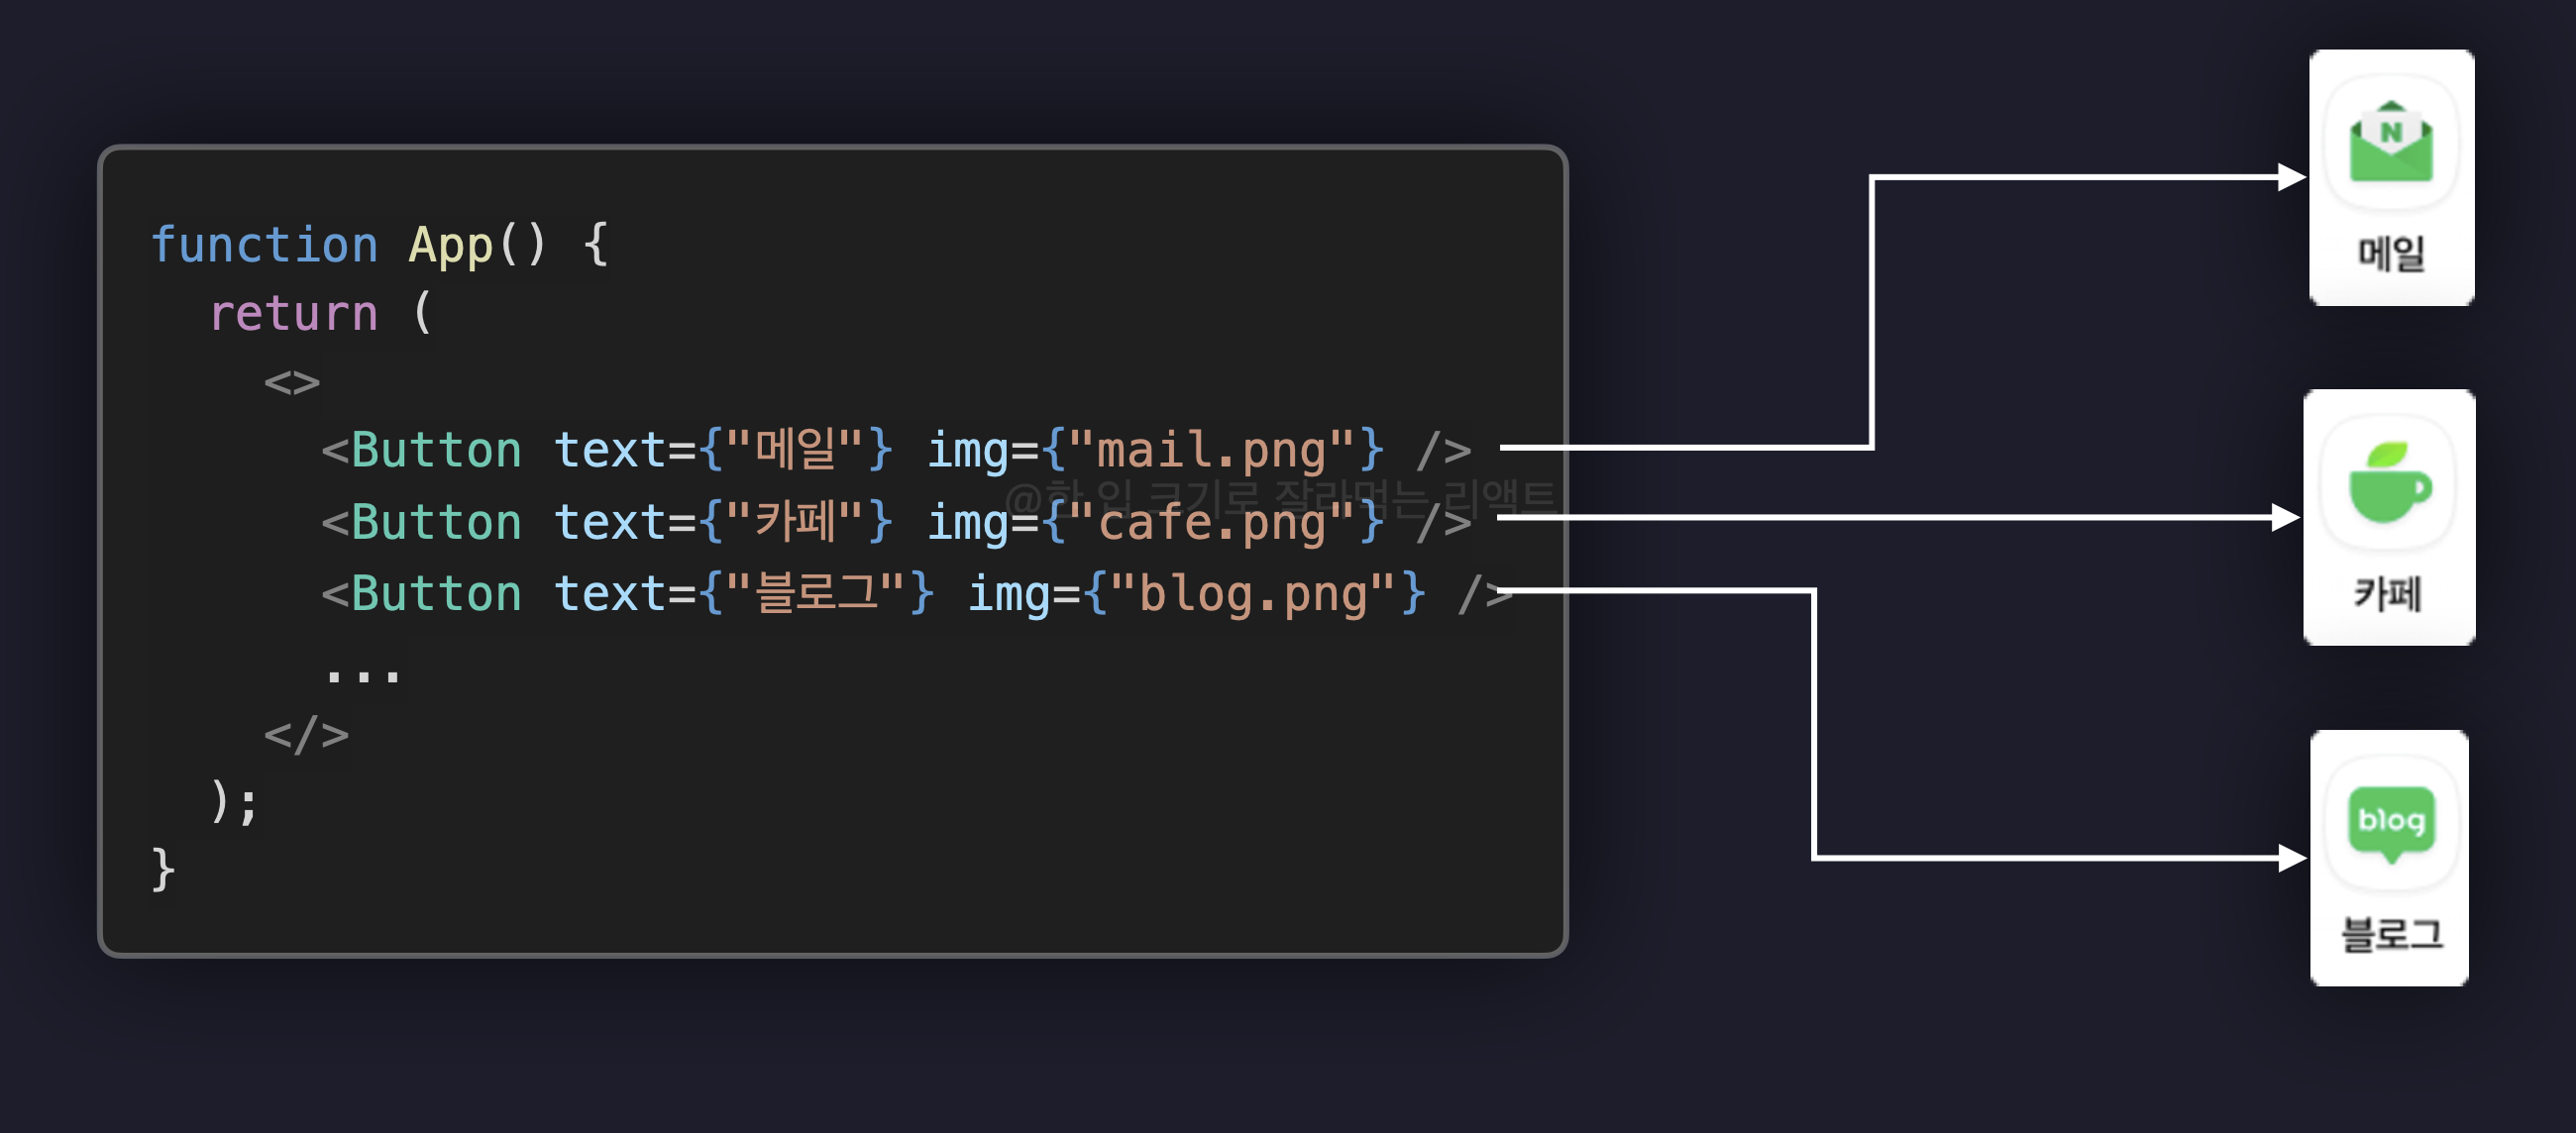 function App() {
return (
<>
<Button text={"메일"} img={"mail.png"} />
@한 입 크기로 잘라먹는 리액트
<Button text={"카페"} img={"cafe.png"} />
<Button text={"블로그"} img={"blog.png"} />
...
</>
);
}
N
메일
카페
blog
블로그